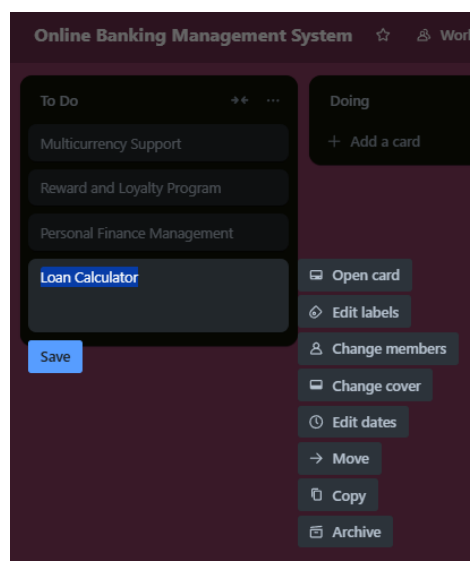 Online Banking Management System
To Do
Multicurrency Support
Reward and Loyalty Program
Personal Finance Management
Loan Calculator
Save
Doing
+ Add a card
Open card
Edit labels
Change members
Change cover
Edit dates
Move
Copy
Archive